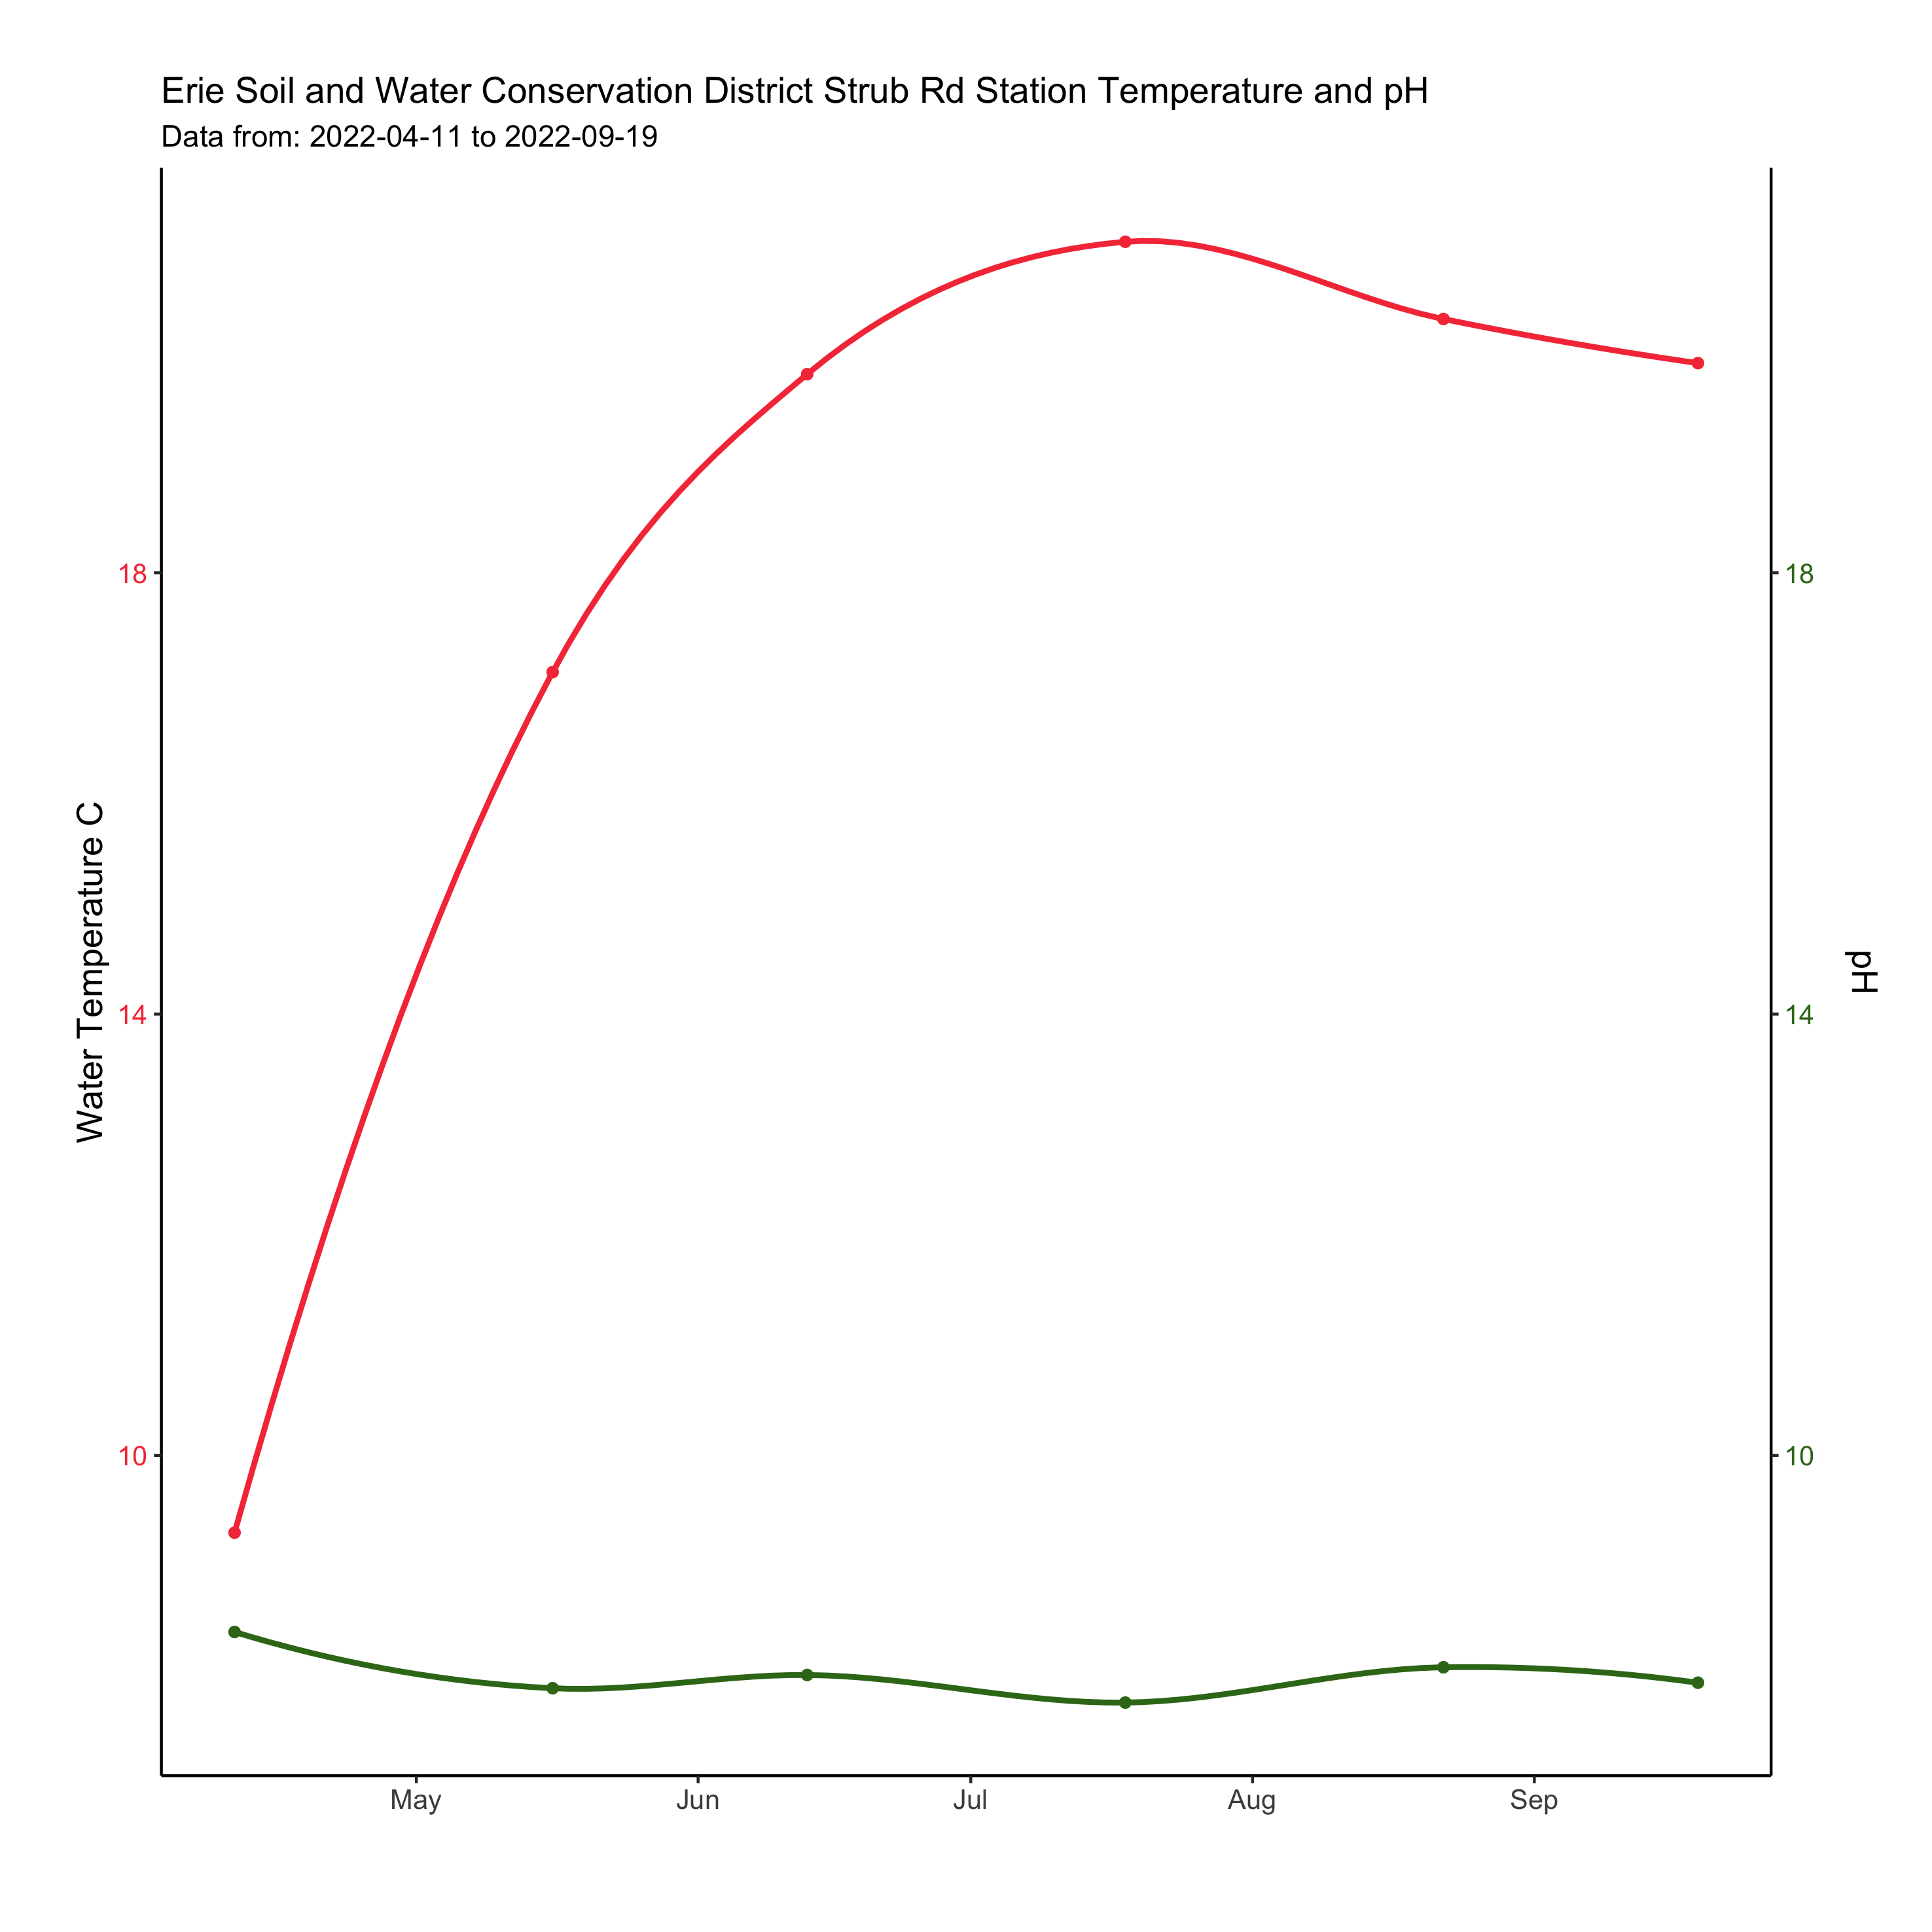 Erie Soil and Water Conservation District Strub Rd Station Temperature and pH
Data from: 2022-04-11 to 2022-09-19
Water Temperature C
18
14
10
18
14
10
pH
May Jun Jul Aug Sep